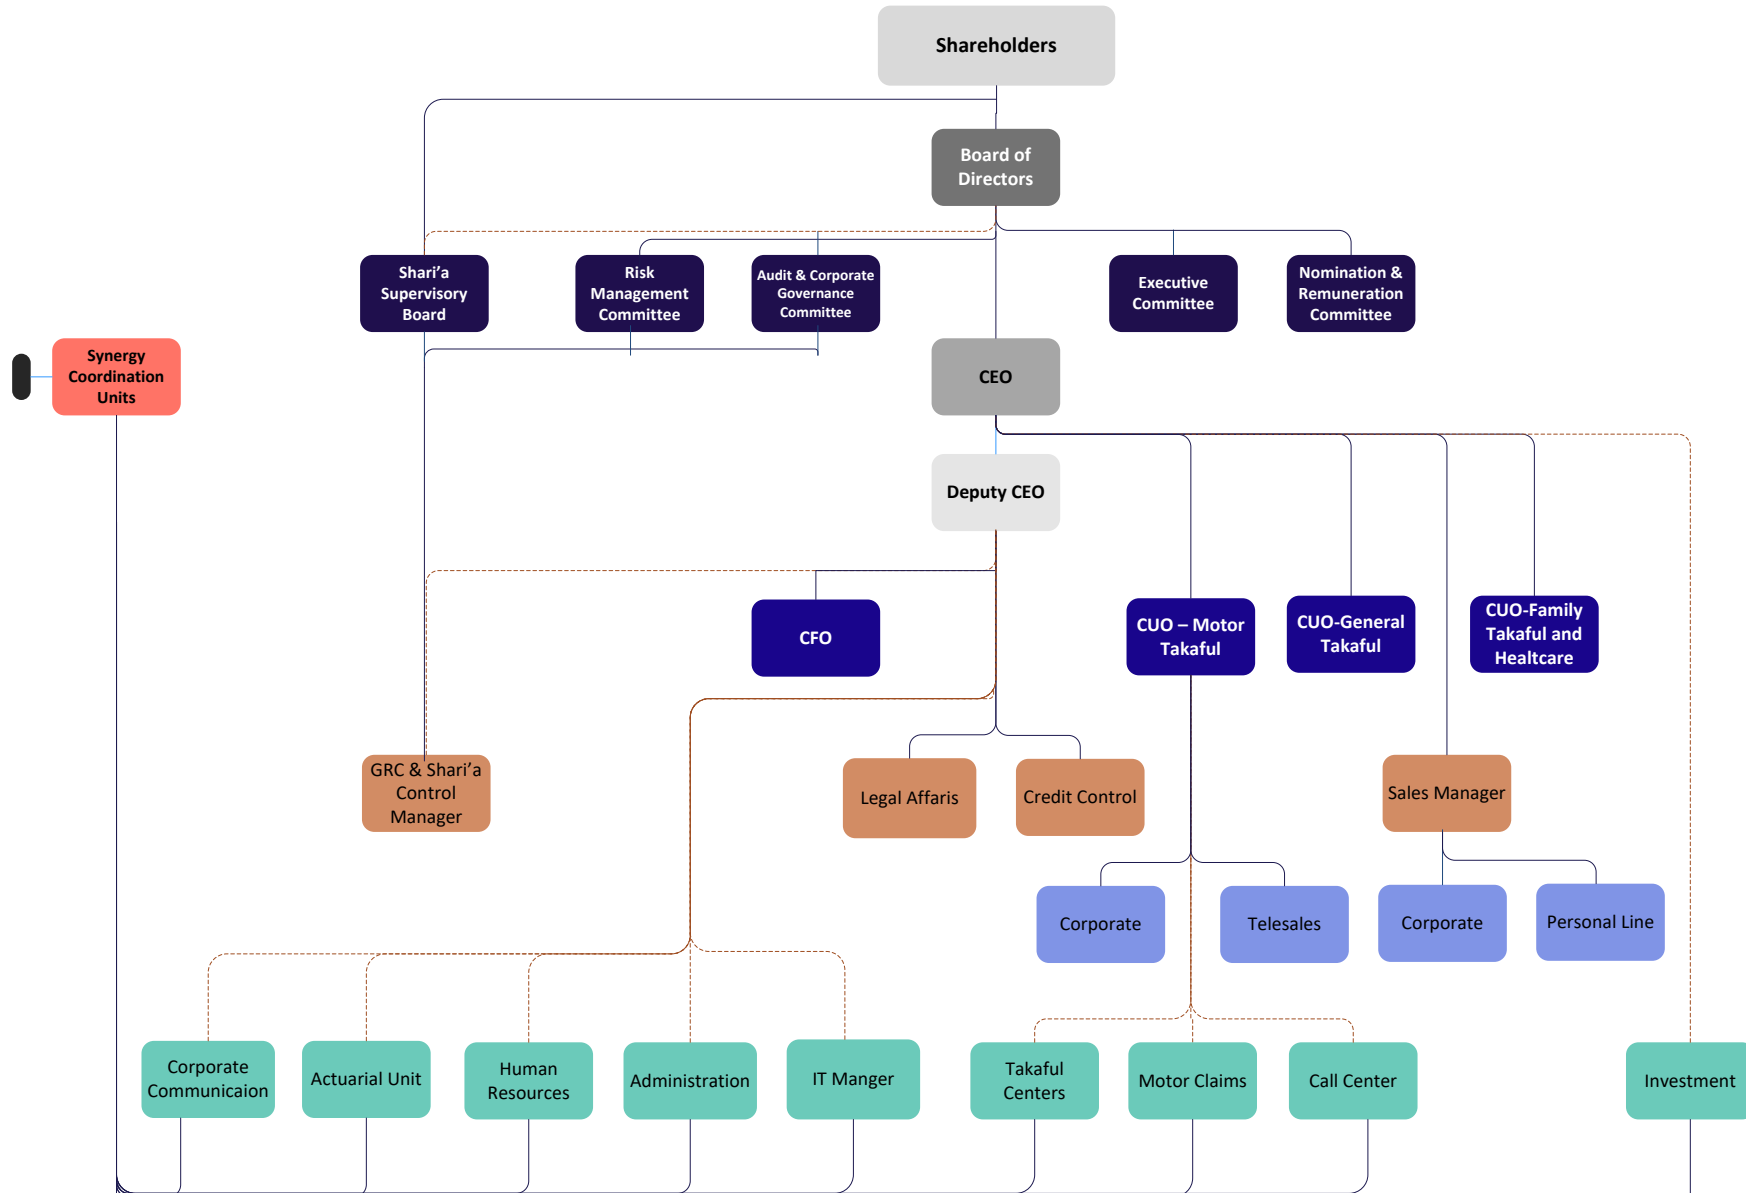 Shareholders
Board of
Directors
Shari’a
Supervisory
Board
Risk
Management
Committee
Audit & Corporate
Governance
Committee
Executive
Committee
Nomination &
Remuneration
Committee
Synergy
Coordination
Units
CEO
Deputy CEO
CFO
CUO – Motor
Takaful
CUO-General
Takaful
CUO-Family
Takaful and
Healtcare
GRC & Shari’a
Control
Manager
Legal Affaris
Credit Control
Sales Manager
Corporate
Telesales
Corporate
Personal Line
Corporate
Communicaion
Actuarial Unit
Human
Resources
Administration
IT Manger
Takaful
Centers
Motor Claims
Call Center
Investment